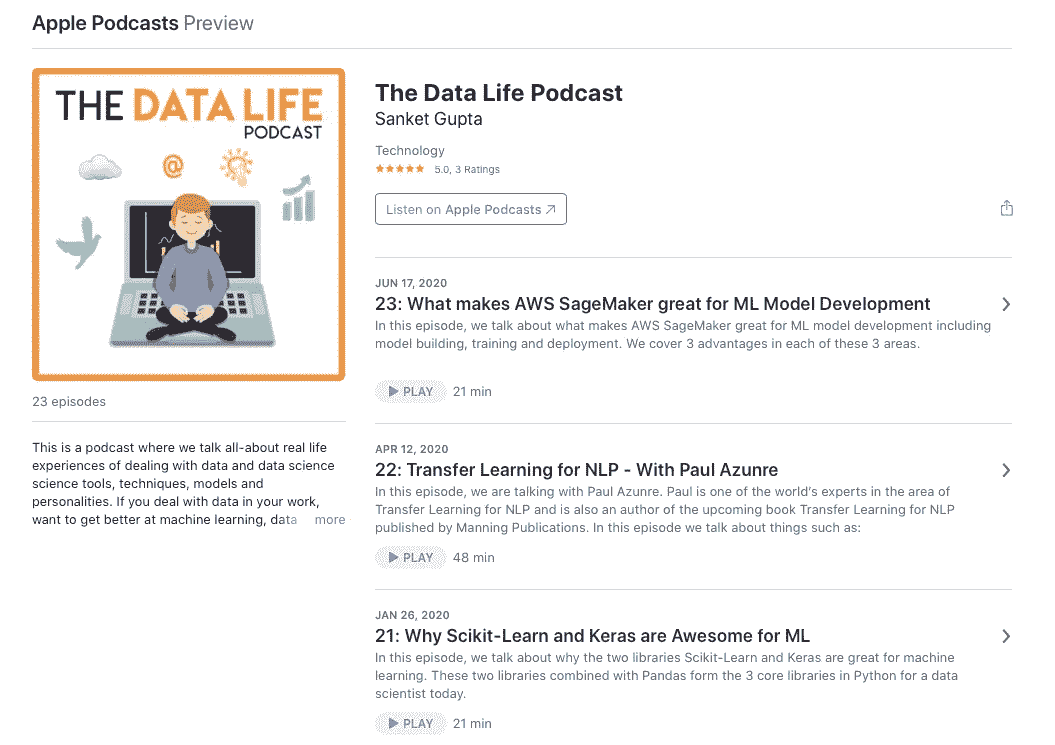 Apple Podcasts Preview
THE DATA LIFE
PODCAST
@
23 episodes
This is a podcast where we talk all-about real life
experiences of dealing with data and data science
science tools, techniques, models and
personalities. If you deal with data in your work,
want to get better at machine learning, data more
The Data Life Podcast
Sanket Gupta
Technology
★★★★★ 5.0, 3 Ratings
Listen on Apple Podcasts ↗
JUN 17, 2020
23: What makes AWS SageMaker great for ML Model Development
In this episode, we talk about what makes AWS SageMaker great for ML model development including
model building, training and deployment. We cover 3 advantages in each of these 3 areas.
▶ PLAY 21 min
APR 12, 2020
22: Transfer Learning for NLP - With Paul Azunre
In this episode, we are talking with Paul Azunre. Paul is one of the world's experts in the area of
Transfer Learning for NLP and is also an author of the upcoming book Transfer Learning for NLP
published by Manning Publications. In this episode we talk about things such as:
▶ PLAY 48 min
JAN 26, 2020
21: Why Scikit-Learn and Keras are Awesome for ML
In this episode, we talk about why the two libraries Scikit-Learn and Keras are great for machine
learning. These two libraries combined with Pandas form the 3 core libraries in Python for a data
scientist today.
▶ PLAY 21 min